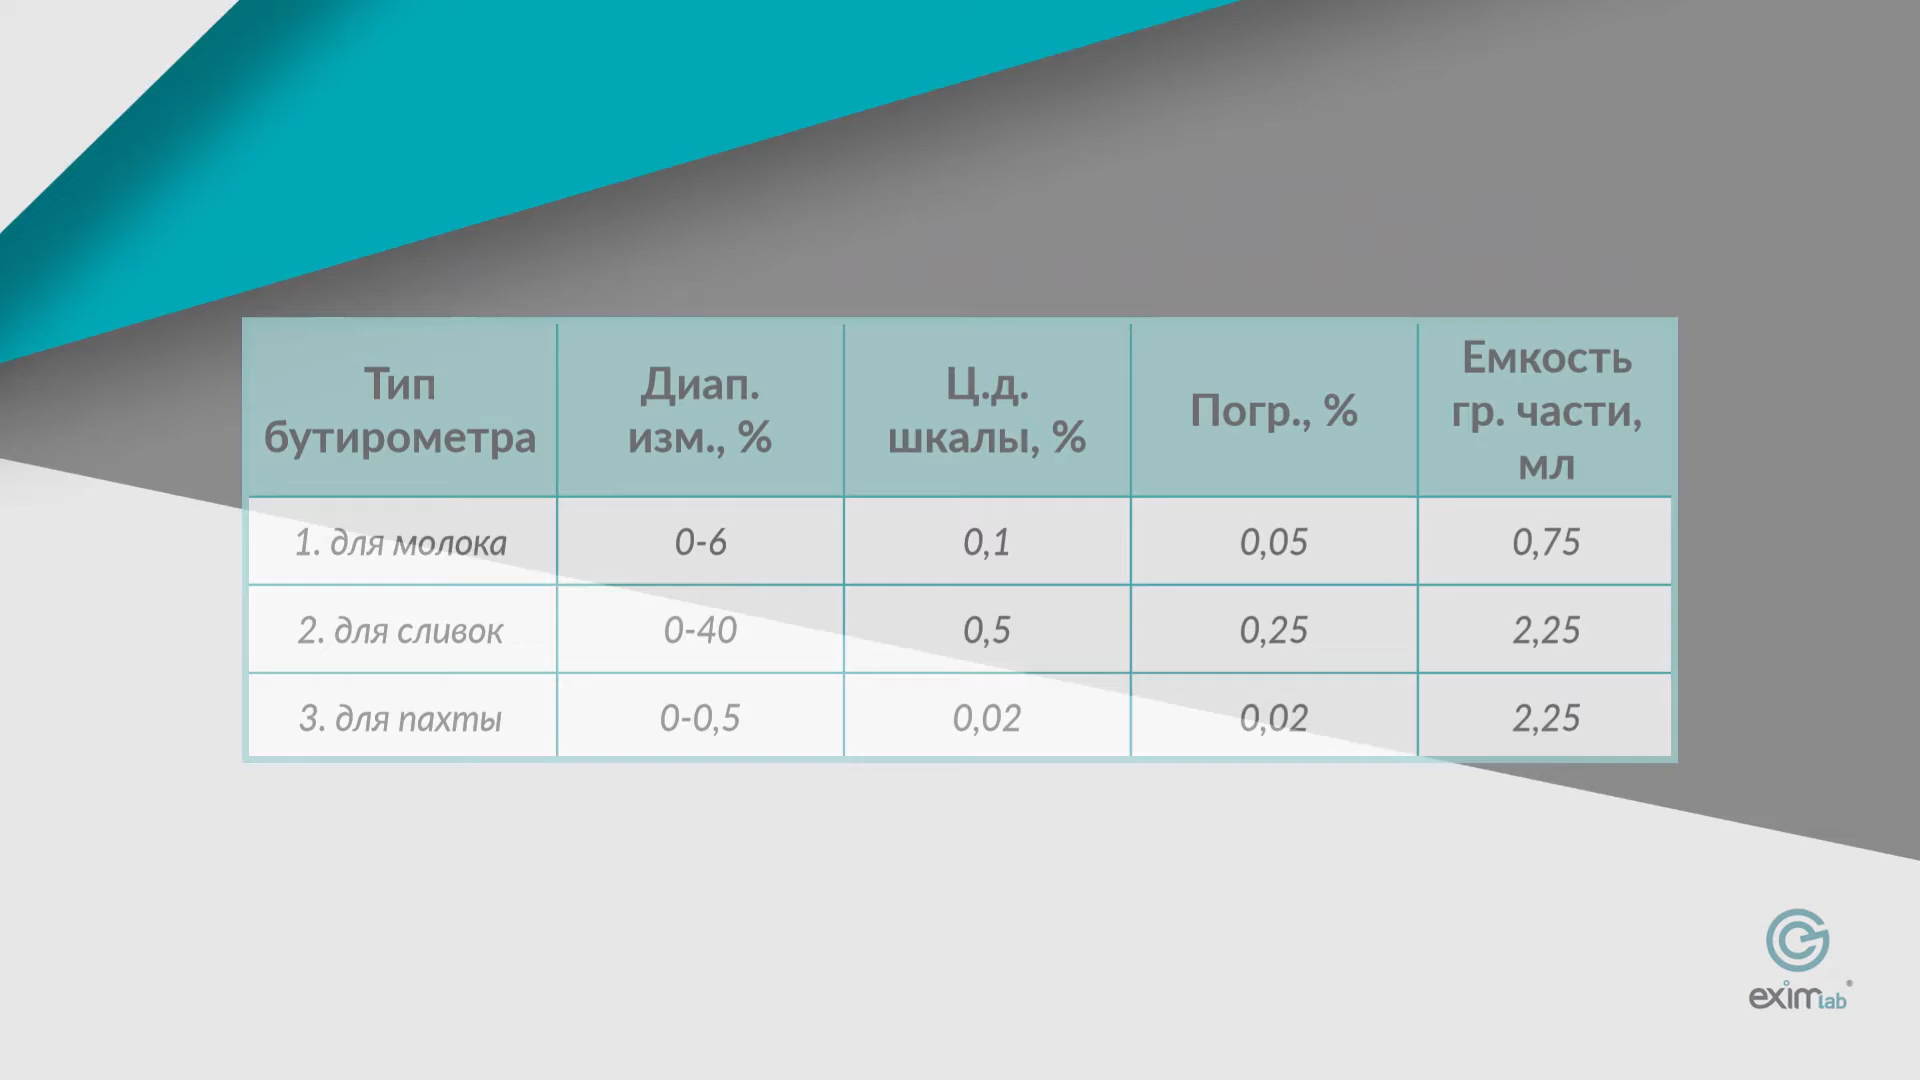 Тип
бутирометра
Диап.
изм., %
Ц.д.
шкалы, %
Погр., %
Емкость
гр. части,
мл
1. для молока
0-6
0,1
0,05
0,75
2. для сливок
0-40
0,5
0,25
2,25
3. для пахты
0-0,5
0,02
0,02
2,25
eximlab®